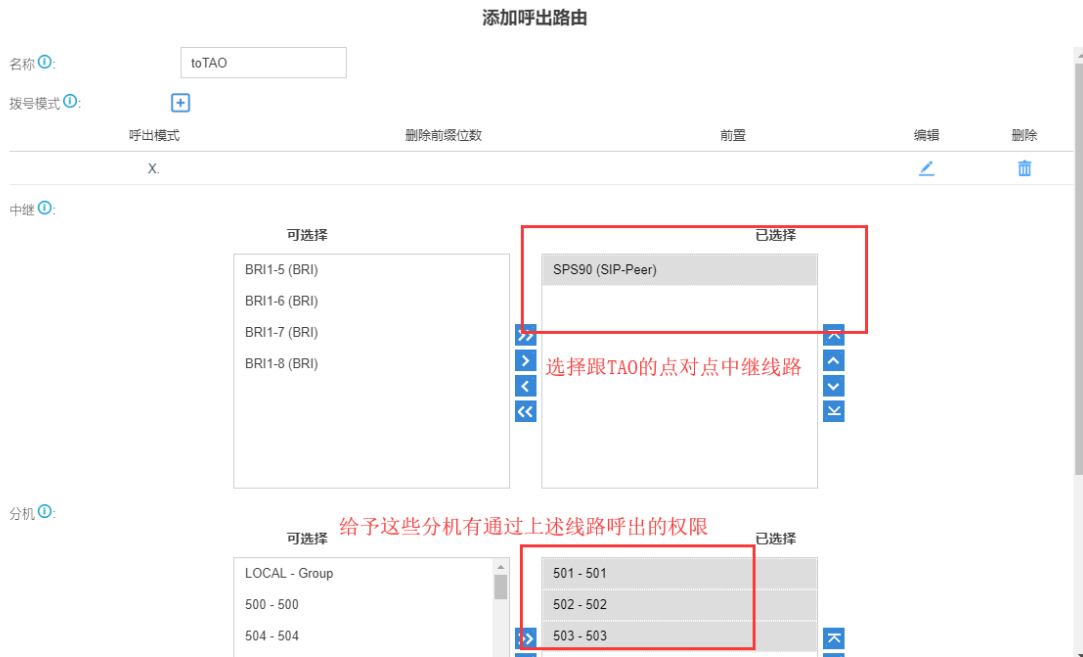 添加呼出路由
名称: toTAO
拨号模式:
呼出模式 删除前缀位数 前置 编辑 删除
X.
中继:
可选择 已选择
BRI1-5 (BRI) SPS90 (SIP-Peer)
BRI1-6 (BRI)
BRI1-7 (BRI)
BRI1-8 (BRI)
选择跟TAO的点对点中继线路
分机:
给予这些分机有通过上述线路呼出的权限
可选择 已选择
LOCAL - Group 501 - 501
500 - 500 502 - 502
504 - 504 503 - 503